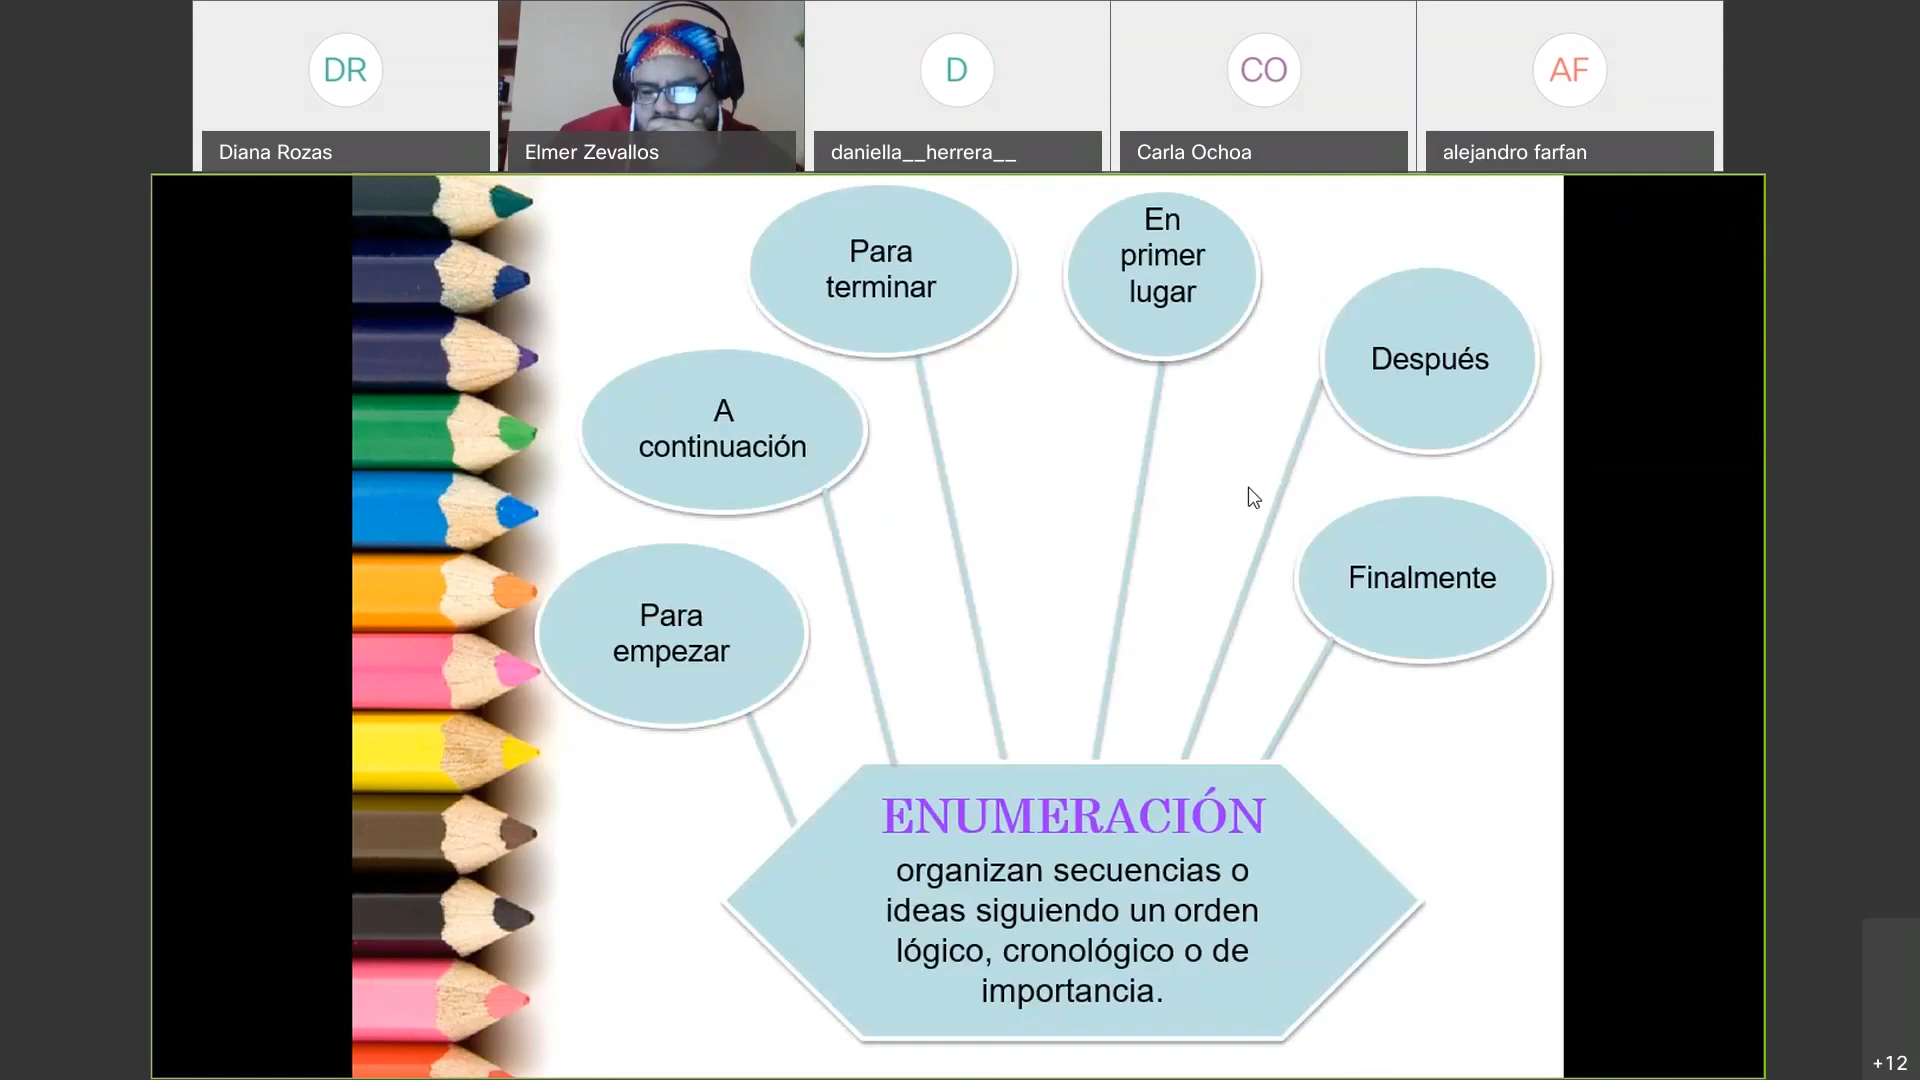 DR
D
CO
AF
Diana Rozas
Elmer Zevallos
daniella__herrera__
Carla Ochoa
alejandro farfan
Para
terminar
En
primer
lugar
Después
A
continuación
Finalmente
Para
empezar
ENUMERACIÓN
organizan secuencias o
ideas siguiendo un orden
lógico, cronológico o de
importancia.
+12